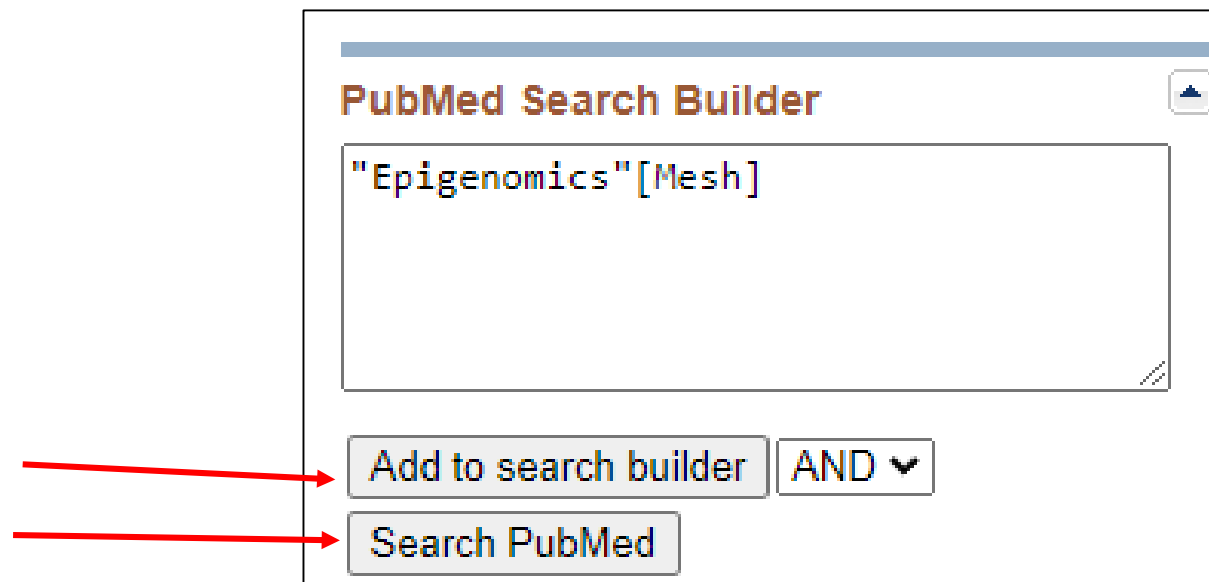 PubMed Search Builder
"Epigenomics"[Mesh]
Add to search builder AND
Search PubMed